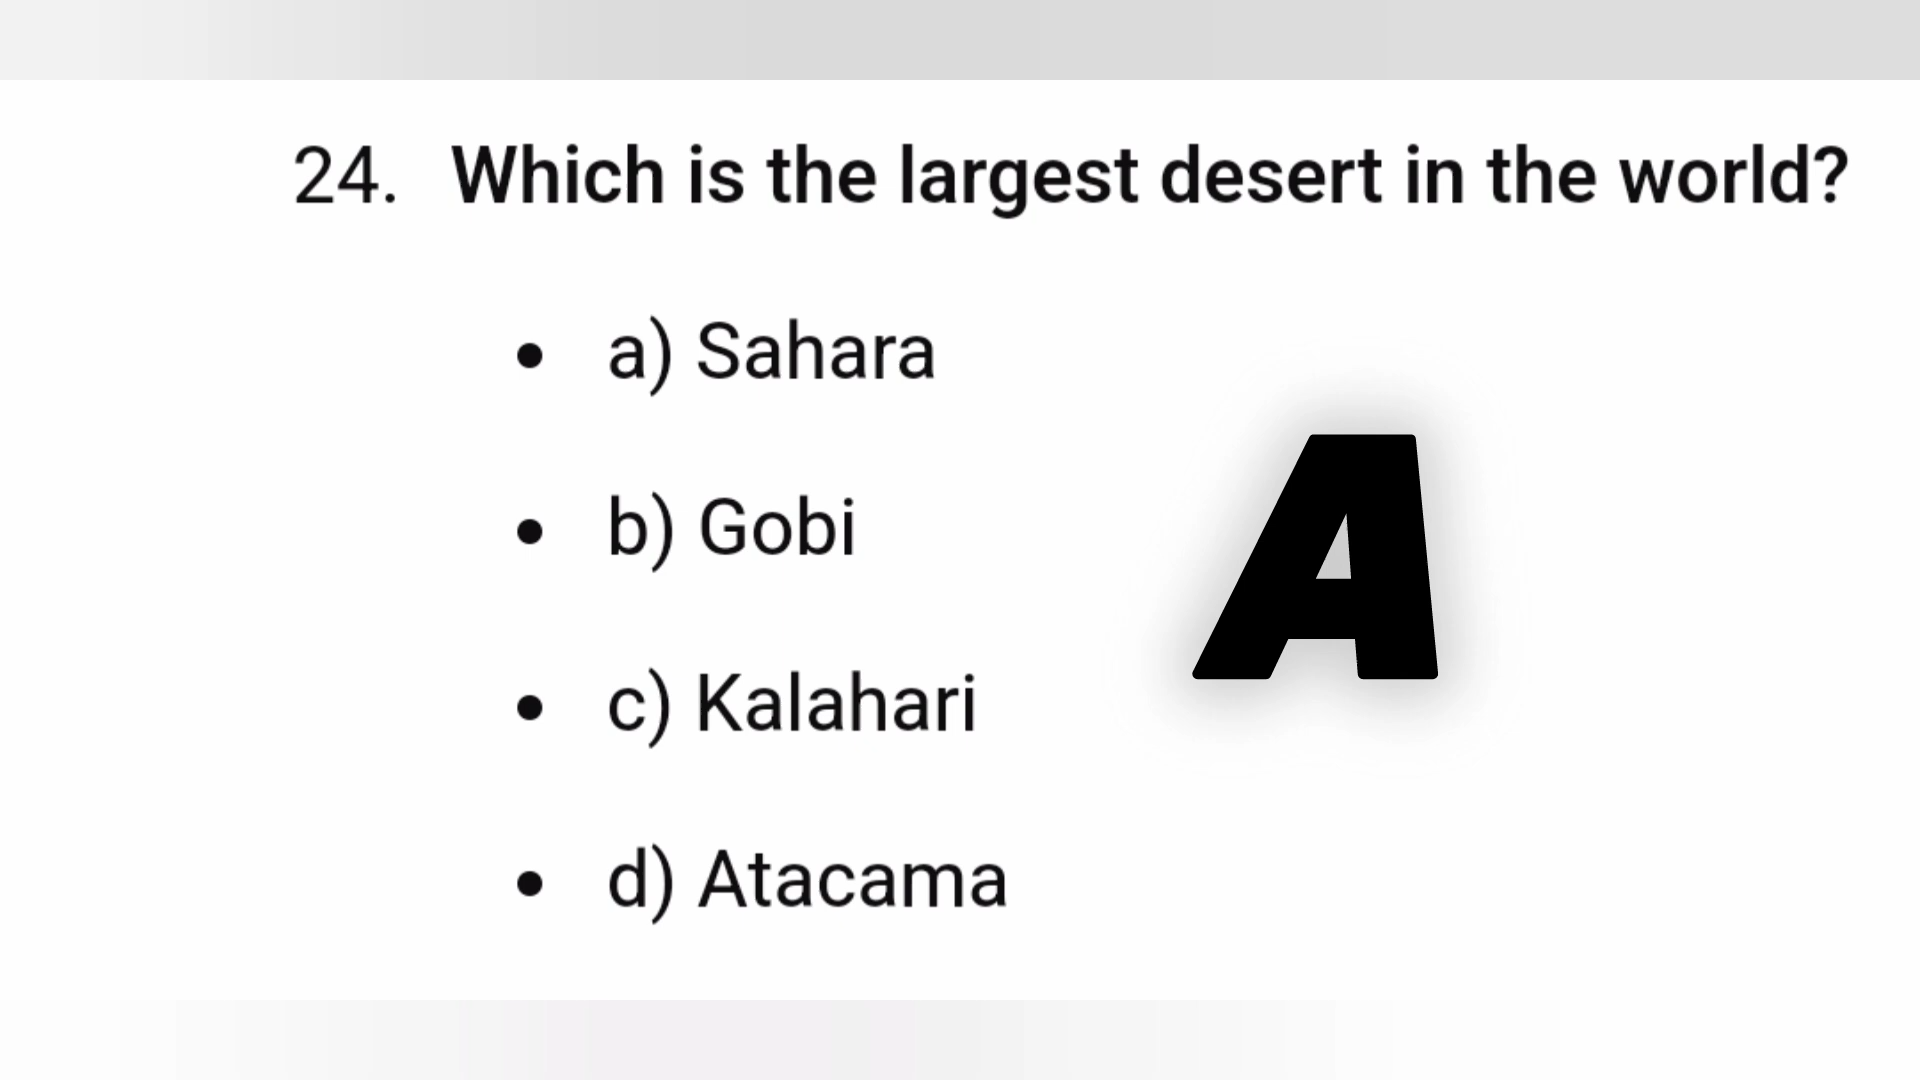 24. Which is the largest desert in the world?
• a) Sahara
• b) Gobi
• c) Kalahari
• d) Atacama
A